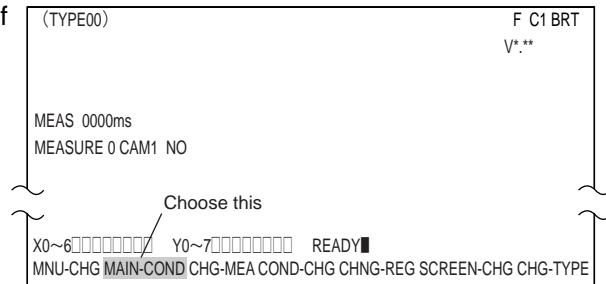 f
(TYPE00) F C1 BRT
V*.**
MEAS 0000ms
MEASURE 0 CAM1 NO
Choose this
X0～6□□□□□□□□ Y0～7□□□□□□□□ READY■
MNU-CHG MAIN-COND CHG-MEA COND-CHG CHNG-REG SCREEN-CHG CHG-TYPE